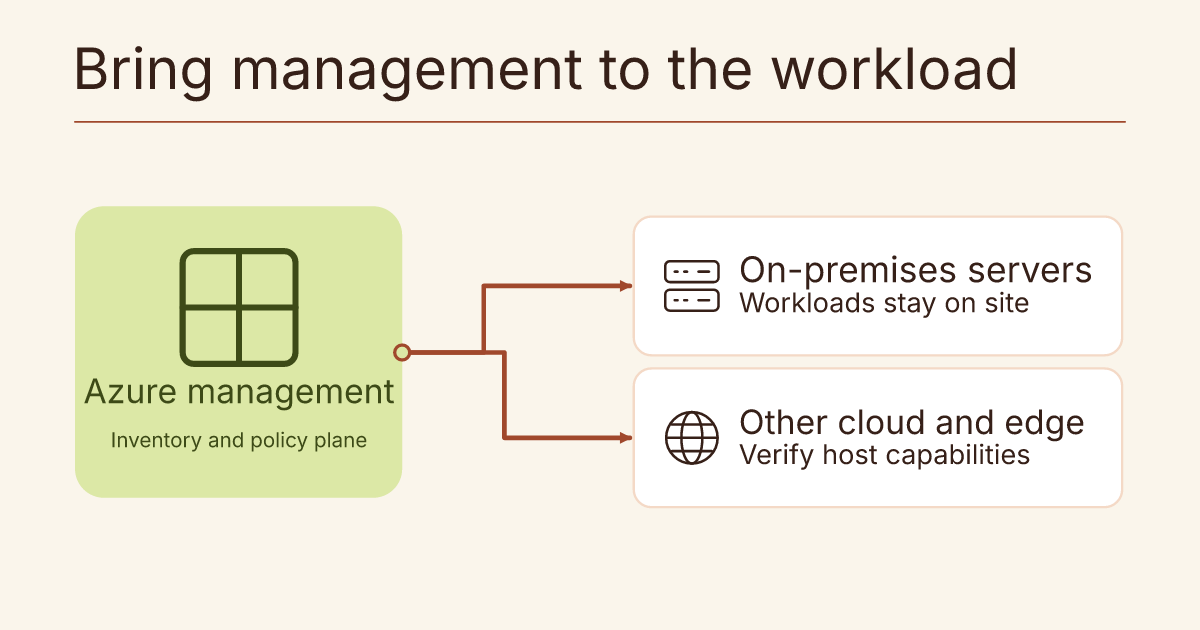 Bring management to the workload
Azure management
Inventory and policy plane
On-premises servers
Workloads stay on site
Other cloud and edge
Verify host capabilities